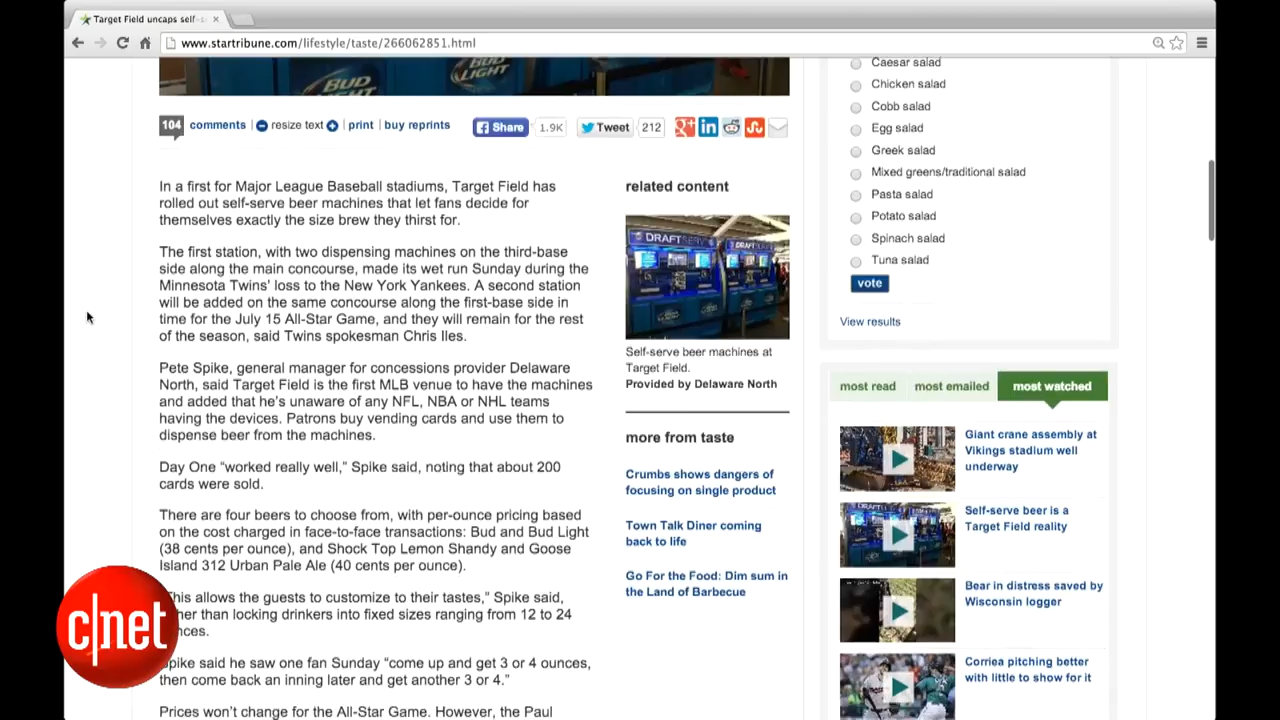 Target Field uncaps self-s
www.startribune.com/lifestyle/taste/266062851.html
BUD LIGHT
BUD LIGHT
104 comments resize text print buy reprints Share 1.9K Tweet 212
In a first for Major League Baseball stadiums, Target Field has
rolled out self-serve beer machines that let fans decide for
themselves exactly the size brew they thirst for.
The first station, with two dispensing machines on the third-base
side along the main concourse, made its wet run Sunday during the
Minnesota Twins' loss to the New York Yankees. A second station
will be added on the same concourse along the first-base side in
time for the July 15 All-Star Game, and they will remain for the rest
of the season, said Twins spokesman Chris Iles.
Pete Spike, general manager for concessions provider Delaware
North, said Target Field is the first MLB venue to have the machines
and added that he's unaware of any NFL, NBA or NHL teams
having the devices. Patrons buy vending cards and use them to
dispense beer from the machines.
Day One “worked really well,” Spike said, noting that about 200
cards were sold.
There are four beers to choose from, with per-ounce pricing based
on the cost charged in face-to-face transactions: Bud and Bud Light
(38 cents per ounce), and Shock Top Lemon Shandy and Goose
Island 312 Urban Pale Ale (40 cents per ounce).
This allows the guests to customize to their tastes,” Spike said,
ther than locking drinkers into fixed sizes ranging from 12 to 24
nces.
pike said he saw one fan Sunday “come up and get 3 or 4 ounces,
then come back an inning later and get another 3 or 4.”
Prices won't change for the All-Star Game. However, the Paul
related content
DRAFT
DRAFT
Self-serve beer machines at
Target Field.
Provided by Delaware North
more from taste
Crumbs shows dangers of
focusing on single product
Town Talk Diner coming
back to life
Go For the Food: Dim sum in
the Land of Barbecue
Caesar salad
Chicken salad
Cobb salad
Egg salad
Greek salad
Mixed greens/traditional salad
Pasta salad
Potato salad
Spinach salad
Tuna salad
vote
View results
most read most emailed most watched
Giant crane assembly at
Vikings stadium well
underway
Self-serve beer is a
Target Field reality
Bear in distress saved by
Wisconsin logger
Corriea pitching better
with little to show for it
c|net